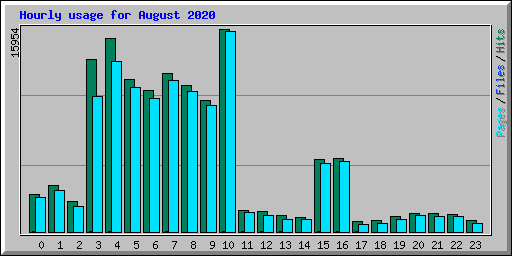 Hourly usage for August 2020
15954
Pages/Files/Hits
0 1 2 3 4 5 6 7 8 9 10 11 12 13 14 15 16 17 18 19 20 21 22 23